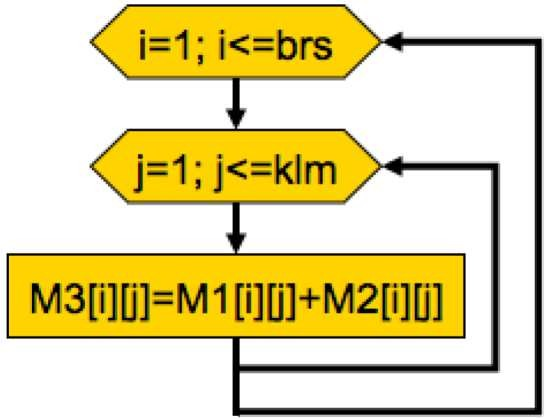 i=1; i<=brs
j=1; j<=klm
M3[i][j]=M1[i][j]+M2[i][j]